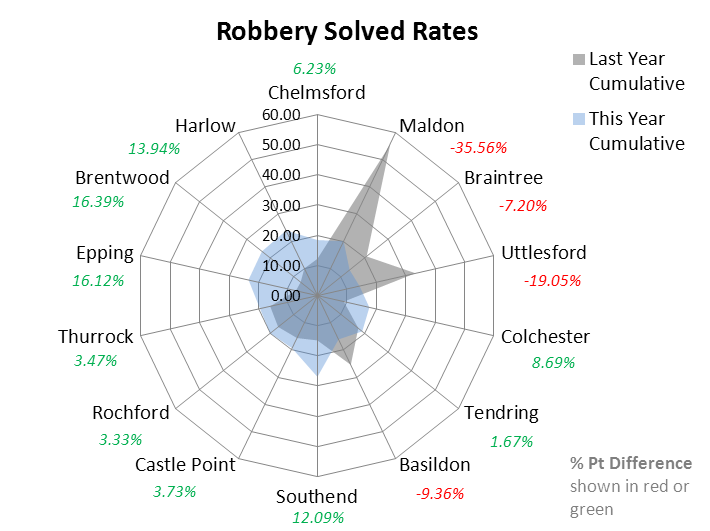 Robbery Solved Rates
Last Year
Cumulative
This Year
Cumulative
6.23%
Chelmsford
60.00
50.00
40.00
30.00
20.00
10.00
0.00
Maldon
-35.56%
Braintree
-7.20%
Uttlesford
-19.05%
Colchester
8.69%
Tendring
1.67%
Basildon
-9.36%
Southend
12.09%
Castle Point
3.73%
Rochford
3.33%
Thurrock
3.47%
Epping
16.12%
Brentwood
16.39%
Harlow
13.94%
% Pt Difference
shown in red or
green